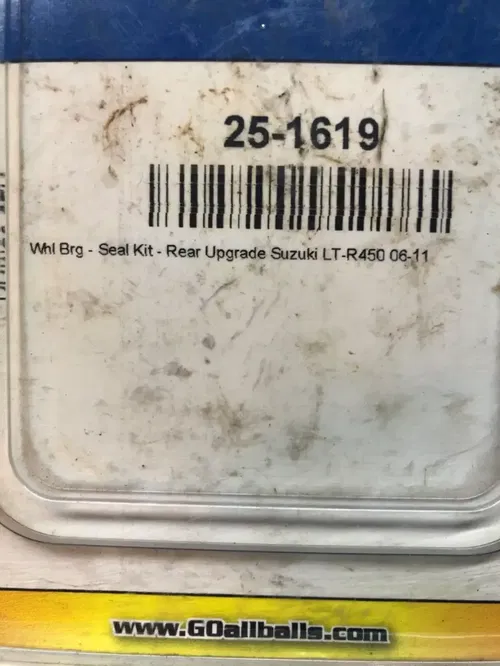 25-1619
Whl Brg - Seal Kit - Rear Upgrade Suzuki LT-R450 06-11
www.GOallballs.com